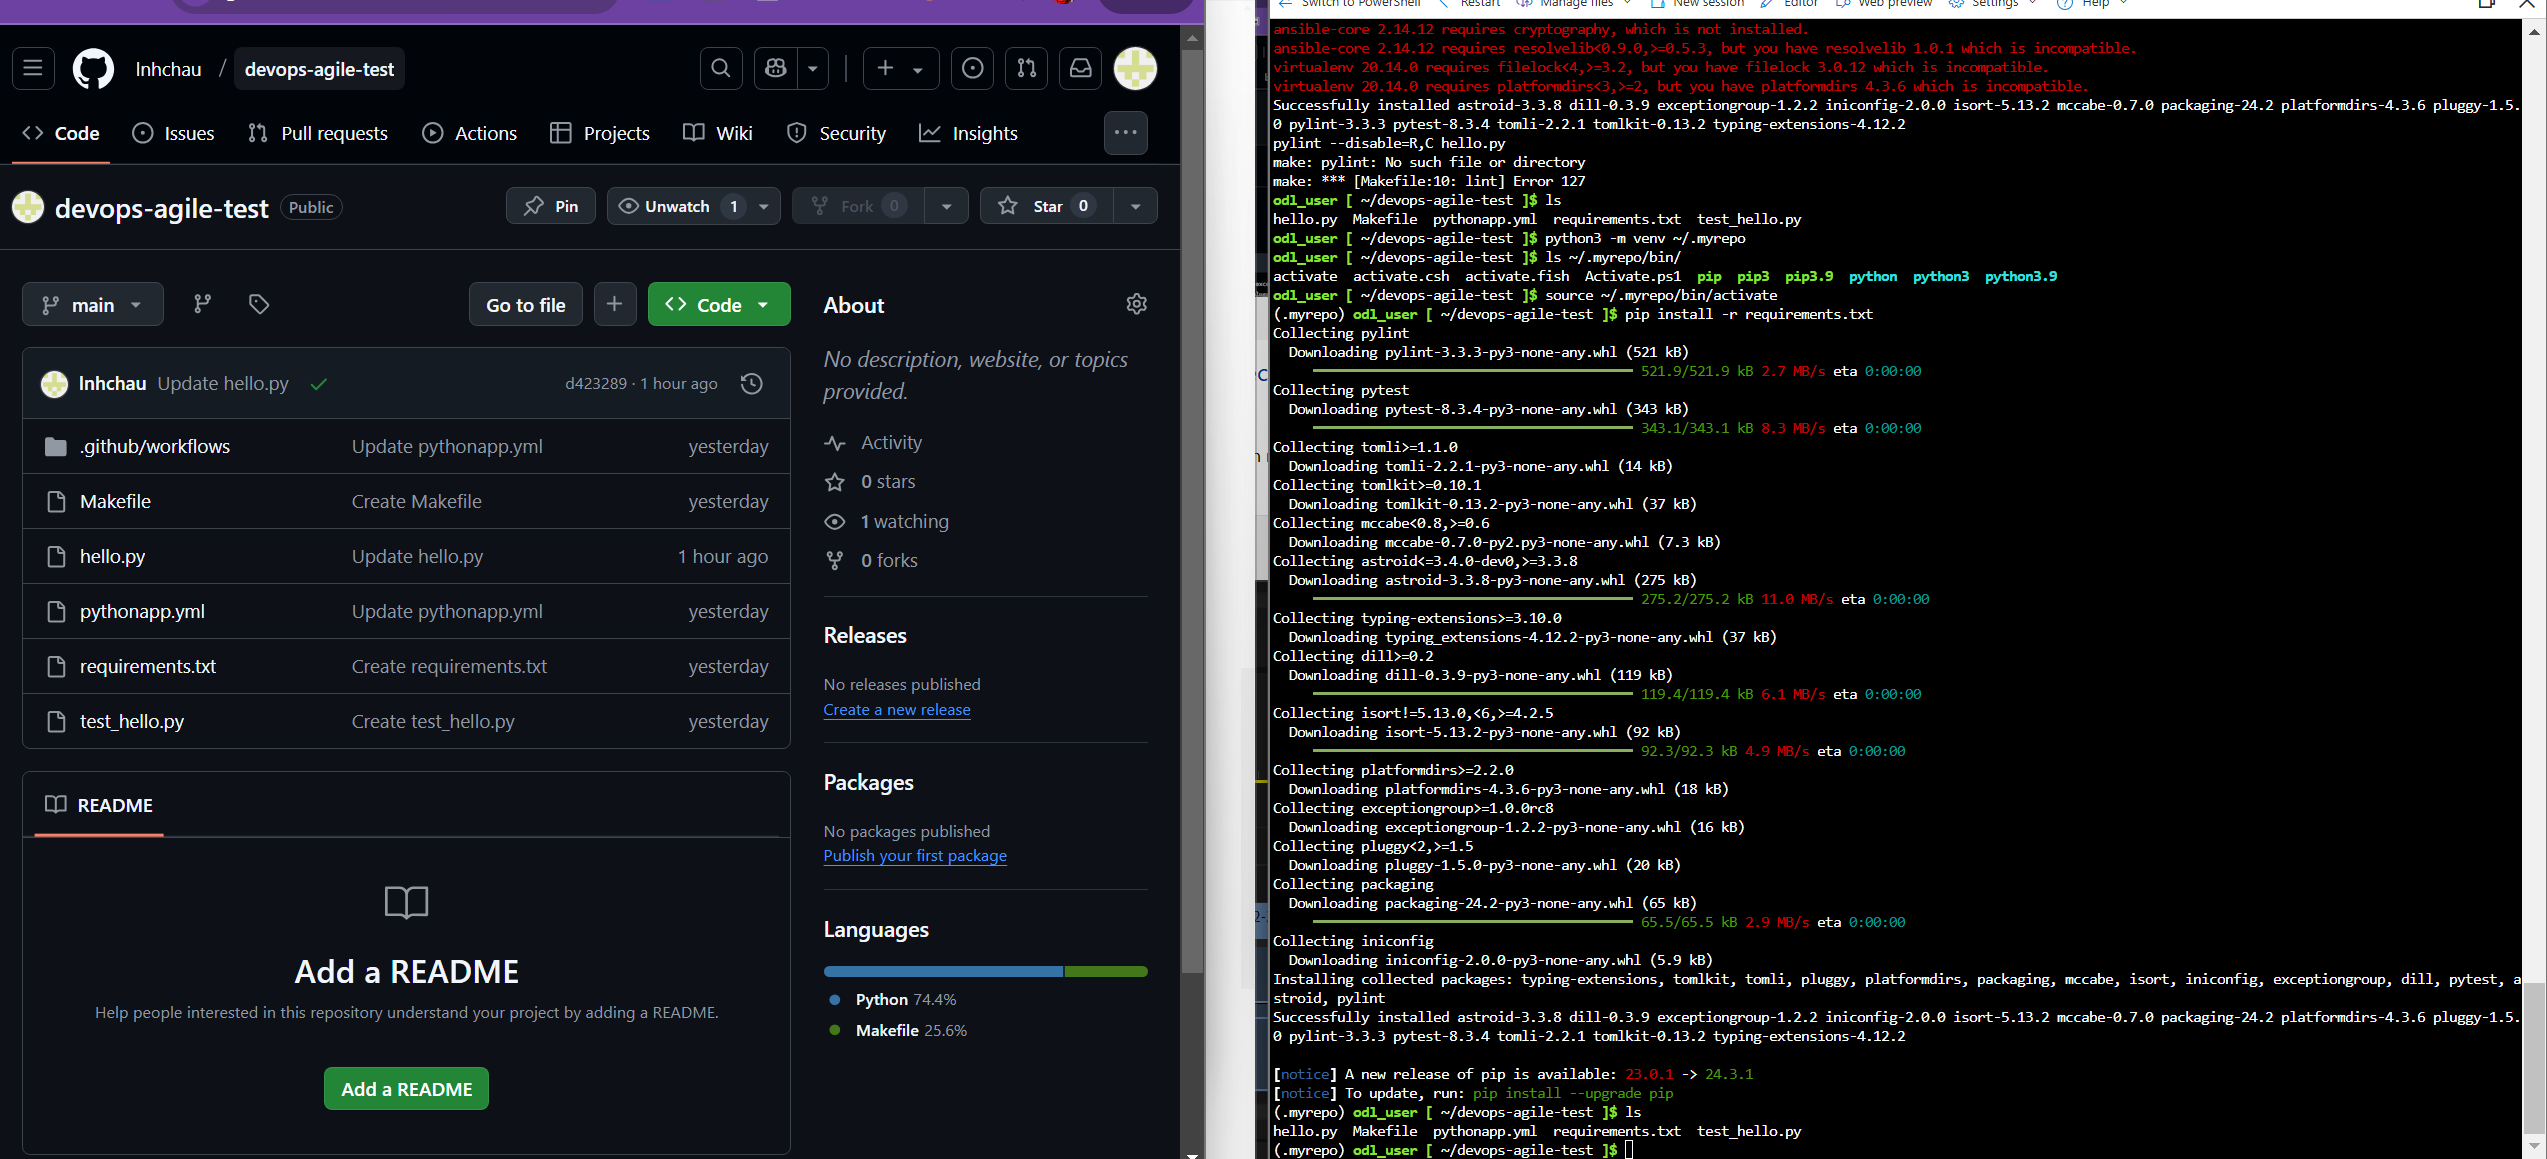 lnhchau / devops-agile-test
Code Issues Pull requests Actions Projects Wiki Security Insights
devops-agile-test Public
Pin Unwatch 1 Fork 0 Star 0
main Go to file Code
lnhchau Update hello.py d423289 · 1 hour ago
.github/workflows Update pythonapp.yml yesterday
Makefile Create Makefile yesterday
hello.py Update hello.py 1 hour ago
pythonapp.yml Update pythonapp.yml yesterday
requirements.txt Create requirements.txt yesterday
test_hello.py Create test_hello.py yesterday
README
Add a README
Help people interested in this repository understand your project by adding a README.
Add a README
About
No description, website, or topics
provided.
Activity
0 stars
1 watching
0 forks
Releases
No releases published
Create a new release
Packages
No packages published
Publish your first package
Languages
Python 74.4%
Makefile 25.6%
Switch to PowerShell Restart Manage files New session Editor Web preview Settings Help
ansible-core 2.14.12 requires cryptography, which is not installed.
ansible-core 2.14.12 requires resolvelib<0.9.0,>=0.5.3, but you have resolvelib 1.0.1 which is incompatible.
virtualenv 20.14.0 requires filelock<4,>=3.2, but you have filelock 3.0.12 which is incompatible.
virtualenv 20.14.0 requires platformdirs<3,>=2, but you have platformdirs 4.3.6 which is incompatible.
Successfully installed astroid-3.3.8 dill-0.3.9 exceptiongroup-1.2.2 iniconfig-2.0.0 isort-5.13.2 mccabe-0.7.0 packaging-24.2 platformdirs-4.3.6 pluggy-1.5.
0 pylint-3.3.3 pytest-8.3.4 tomli-2.2.1 tomlkit-0.13.2 typing-extensions-4.12.2
pylint --disable=R,C hello.py
make: pylint: No such file or directory
make: *** [Makefile:10: lint] Error 127
odl_user [ ~/devops-agile-test ]$ ls
hello.py Makefile pythonapp.yml requirements.txt test_hello.py
odl_user [ ~/devops-agile-test ]$ python3 -m venv ~/.myrepo
odl_user [ ~/devops-agile-test ]$ ls ~/.myrepo/bin/
activate activate.csh activate.fish Activate.ps1 pip pip3 pip3.9 python python3 python3.9
odl_user [ ~/devops-agile-test ]$ source ~/.myrepo/bin/activate
(.myrepo) odl_user [ ~/devops-agile-test ]$ pip install -r requirements.txt
Collecting pylint
Downloading pylint-3.3.3-py3-none-any.whl (521 kB)
521.9/521.9 kB 2.7 MB/s eta 0:00:00
Collecting pytest
Downloading pytest-8.3.4-py3-none-any.whl (343 kB)
343.1/343.1 kB 8.3 MB/s eta 0:00:00
Collecting tomli>=1.1.0
Downloading tomli-2.2.1-py3-none-any.whl (14 kB)
Collecting tomlkit>=0.10.1
Downloading tomlkit-0.13.2-py3-none-any.whl (37 kB)
Collecting mccabe<0.8,>=0.6
Downloading mccabe-0.7.0-py2.py3-none-any.whl (7.3 kB)
Collecting astroid<=3.4.0-dev0,>=3.3.8
Downloading astroid-3.3.8-py3-none-any.whl (275 kB)
275.2/275.2 kB 11.0 MB/s eta 0:00:00
Collecting typing-extensions>=3.10.0
Downloading typing_extensions-4.12.2-py3-none-any.whl (37 kB)
Collecting dill>=0.2
Downloading dill-0.3.9-py3-none-any.whl (119 kB)
119.4/119.4 kB 6.1 MB/s eta 0:00:00
Collecting isort!=5.13.0,<6,>=4.2.5
Downloading isort-5.13.2-py3-none-any.whl (92 kB)
92.3/92.3 kB 4.9 MB/s eta 0:00:00
Collecting platformdirs>=2.2.0
Downloading platformdirs-4.3.6-py3-none-any.whl (18 kB)
Collecting exceptiongroup>=1.0.0rc8
Downloading exceptiongroup-1.2.2-py3-none-any.whl (16 kB)
Collecting pluggy<2,>=1.5
Downloading pluggy-1.5.0-py3-none-any.whl (20 kB)
Collecting packaging
Downloading packaging-24.2-py3-none-any.whl (65 kB)
65.5/65.5 kB 2.9 MB/s eta 0:00:00
Collecting iniconfig
Downloading iniconfig-2.0.0-py3-none-any.whl (5.9 kB)
Installing collected packages: typing-extensions, tomlkit, tomli, pluggy, platformdirs, packaging, mccabe, isort, iniconfig, exceptiongroup, dill, pytest, a
stroid, pylint
Successfully installed astroid-3.3.8 dill-0.3.9 exceptiongroup-1.2.2 iniconfig-2.0.0 isort-5.13.2 mccabe-0.7.0 packaging-24.2 platformdirs-4.3.6 pluggy-1.5.
0 pylint-3.3.3 pytest-8.3.4 tomli-2.2.1 tomlkit-0.13.2 typing-extensions-4.12.2
[notice] A new release of pip is available: 23.0.1 -> 24.3.1
[notice] To update, run: pip install --upgrade pip
(.myrepo) odl_user [ ~/devops-agile-test ]$ ls
hello.py Makefile pythonapp.yml requirements.txt test_hello.py
(.myrepo) odl_user [ ~/devops-agile-test ]$